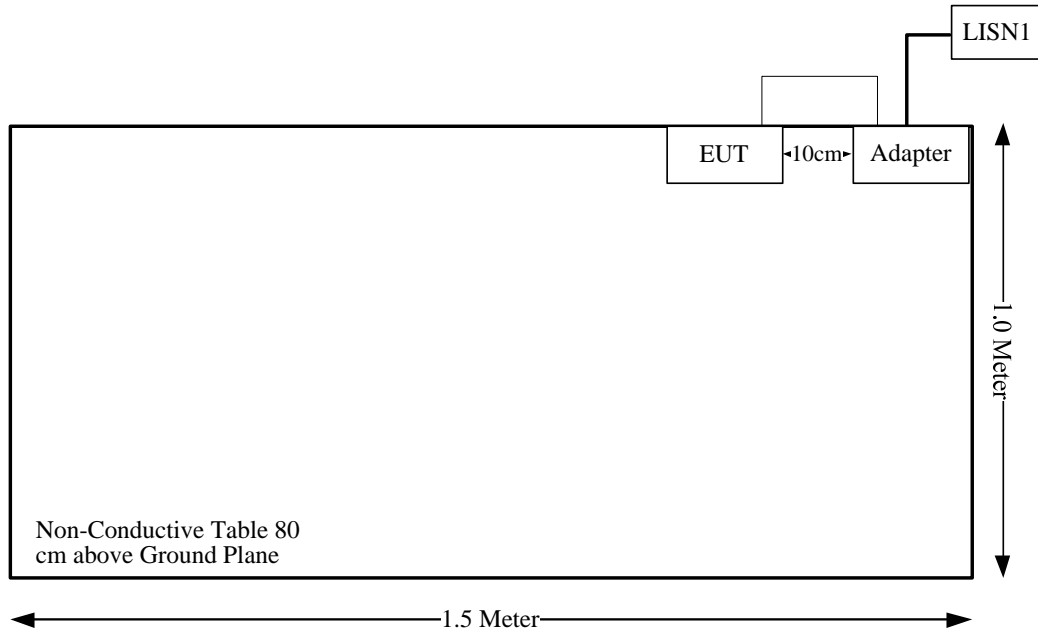 LISN1
EUT
10cm
Adapter
1.0 Meter
Non-Conductive Table 80
cm above Ground Plane
1.5 Meter